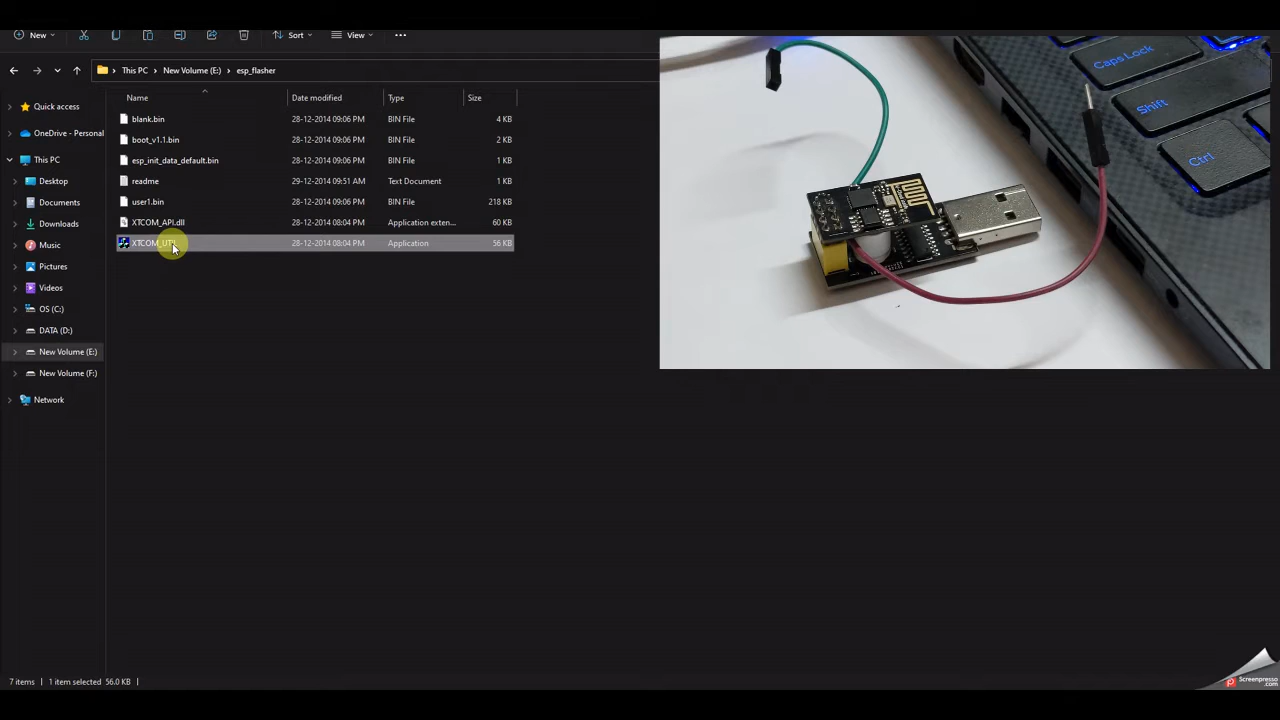 New
Sort
View
This PC
New Volume (E:)
esp_flasher
Name
Date modified
Type
Size
Quick access
OneDrive - Personal
This PC
Desktop
Documents
Downloads
Music
Pictures
Videos
OS (C:)
DATA (D:)
New Volume (E:)
New Volume (F:)
Network
blank.bin 28-12-2014 09:06 PM BIN File 4 KB
boot_v1.1.bin 28-12-2014 09:06 PM BIN File 2 KB
esp_init_data_default.bin 28-12-2014 09:06 PM BIN File 1 KB
readme 29-12-2014 09:51 AM Text Document 1 KB
user1.bin 28-12-2014 09:06 PM BIN File 218 KB
XTCOM_API.dll 28-12-2014 08:04 PM Application exten... 60 KB
XTCOM_UTIL 28-12-2014 08:04 PM Application 56 KB
Caps Lock
Shift
Ctrl
7 items
1 item selected 56.0 KB
Screenpresso
.com